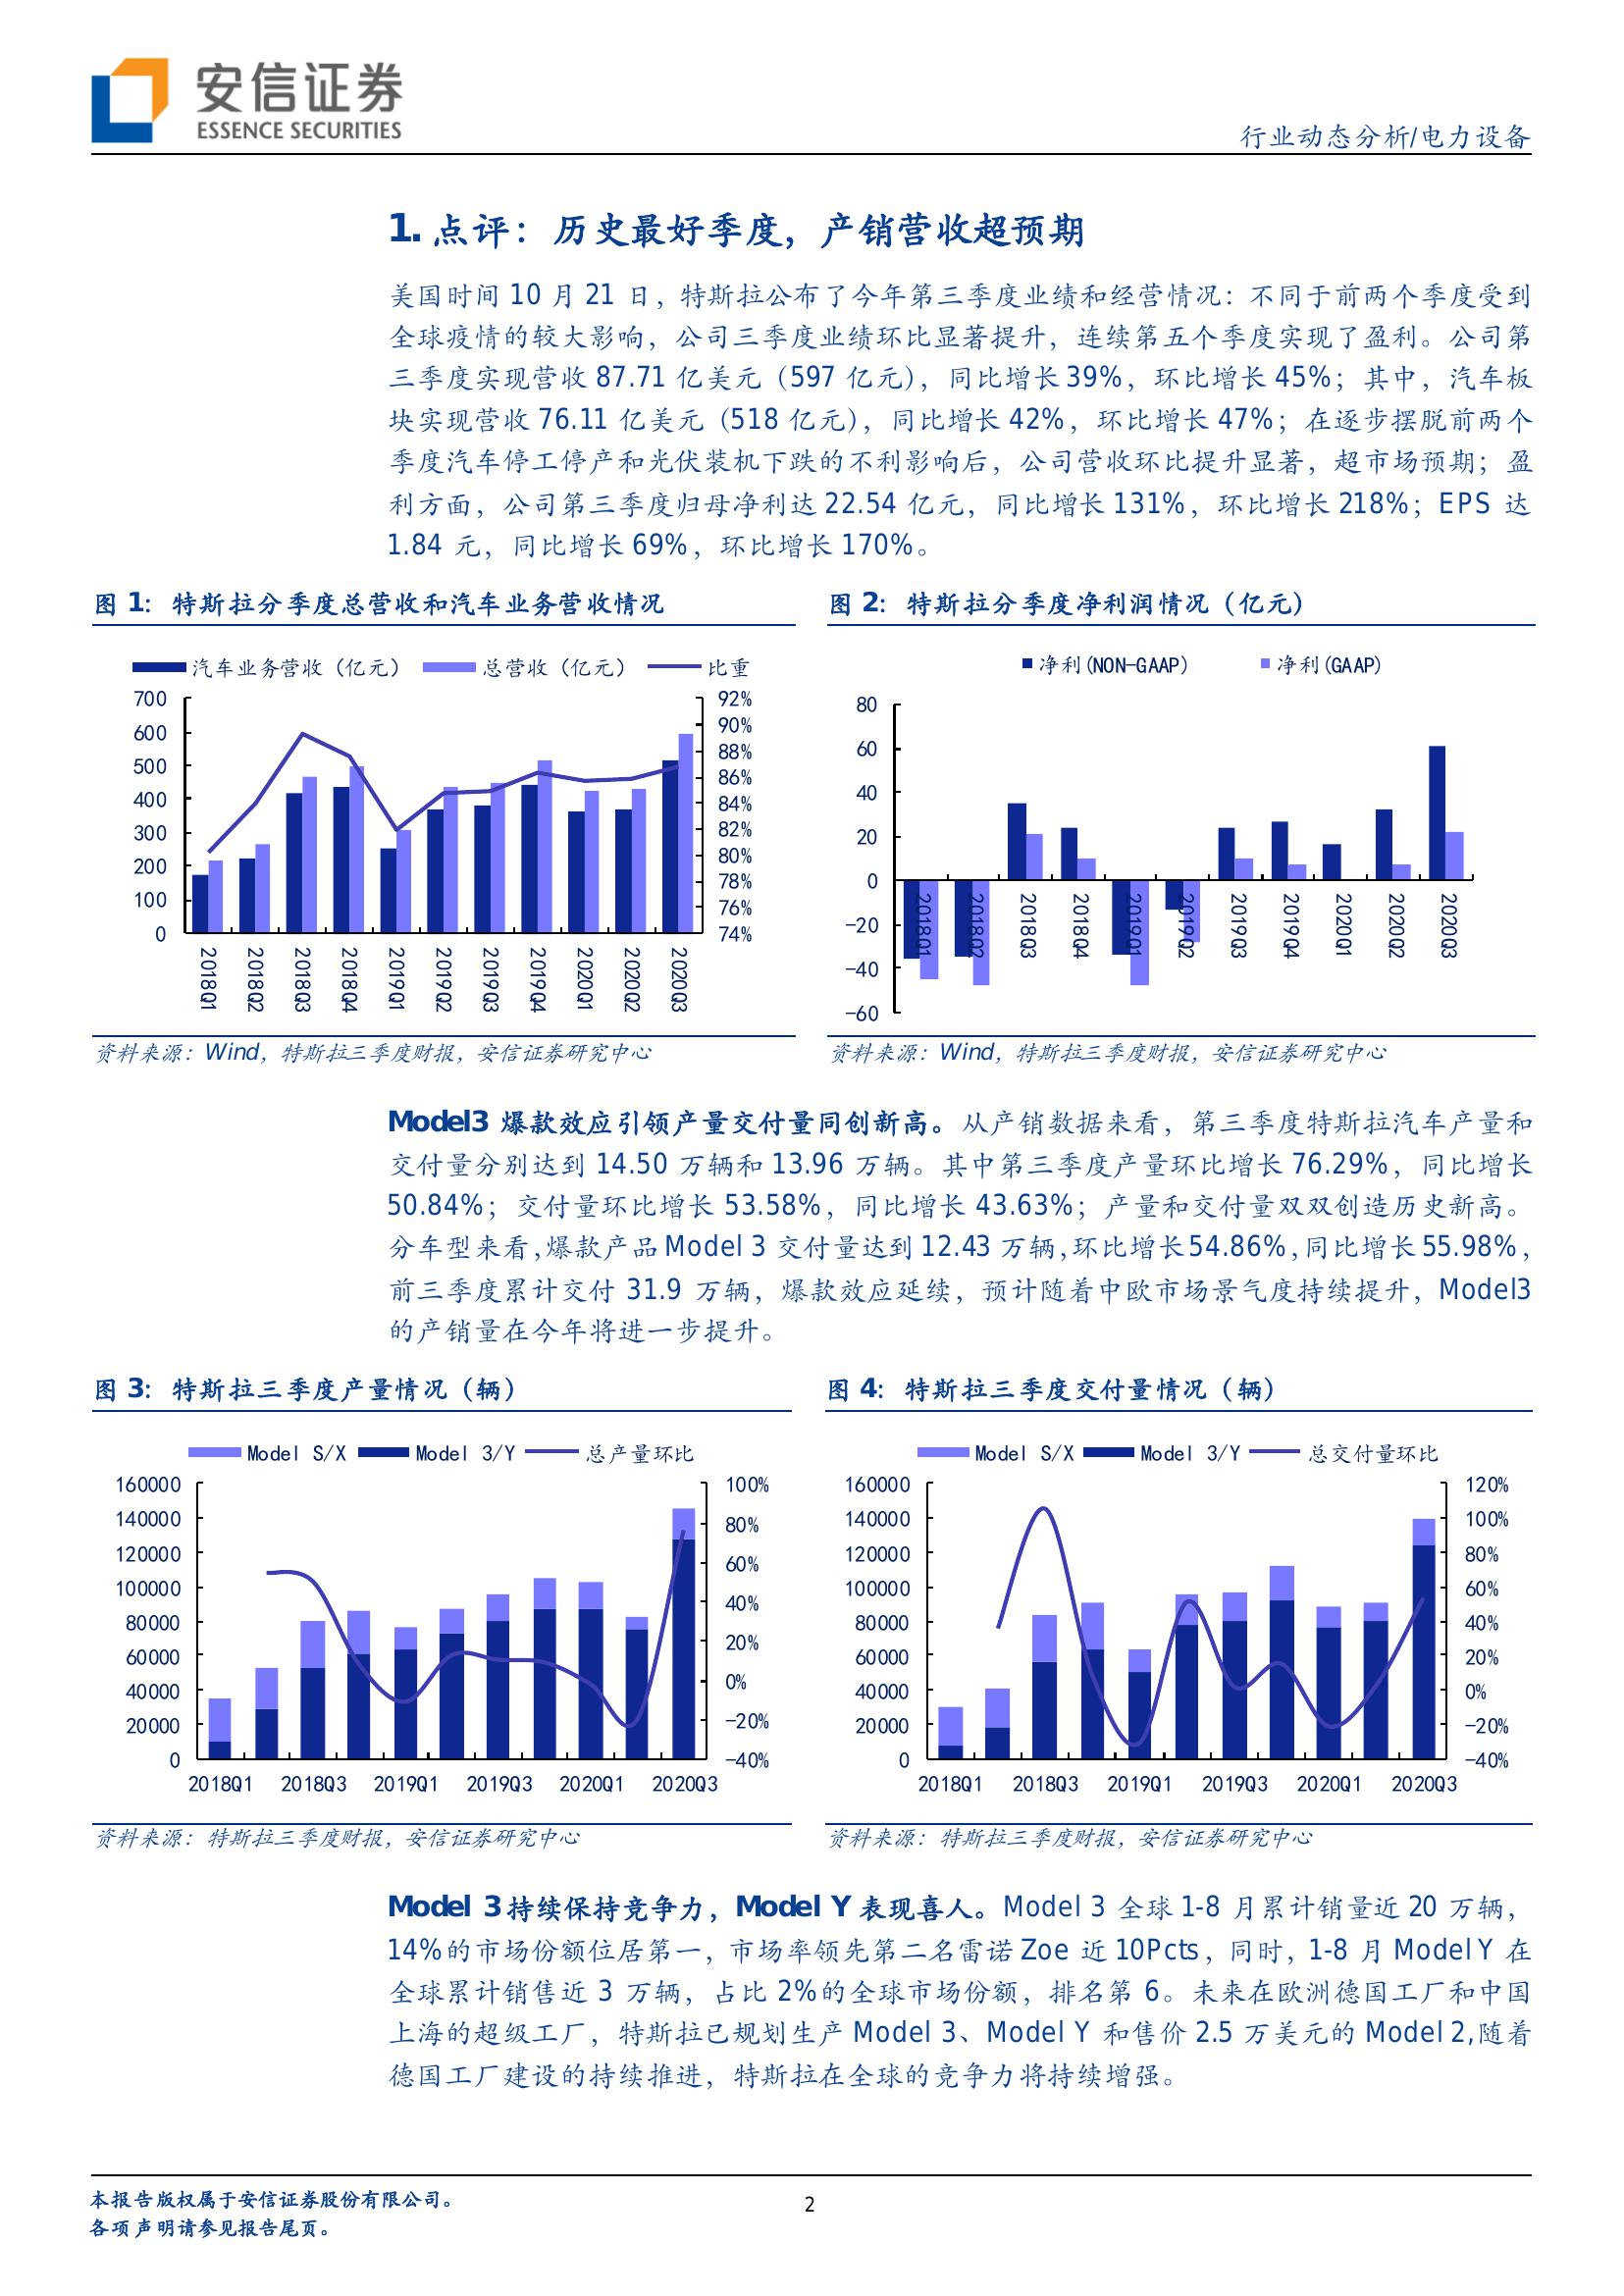 安信证券
ESSENCE SECURITIES
行业动态分析/电力设备
1. 点评：历史最好季度，产销营收超预期
美国时间 10 月 21 日，特斯拉公布了今年第三季度业绩和经营情况：不同于前两个季度受到
全球疫情的较大影响，公司三季度业绩环比显著提升，连续第五个季度实现了盈利。公司第
三季度实现营收 87.71 亿美元（597 亿元），同比增长 39%，环比增长 45%；其中，汽车板
块实现营收 76.11 亿美元（518 亿元），同比增长 42%，环比增长 47%；在逐步摆脱前两个
季度汽车停工停产和光伏装机下跌的不利影响后，公司营收环比提升显著，超市场预期；盈
利方面，公司第三季度归母净利达 22.54 亿元，同比增长 131%，环比增长 218%；EPS 达
1.84 元，同比增长 69%，环比增长 170%。
图 1：特斯拉分季度总营收和汽车业务营收情况
汽车业务营收（亿元） 总营收（亿元） 比重
700
600
500
400
300
200
100
0
92%
90%
88%
86%
84%
82%
80%
78%
76%
74%
2018Q1 2018Q2 2018Q3 2018Q4 2019Q1 2019Q2 2019Q3 2019Q4 2020Q1 2020Q2 2020Q3
资料来源：Wind，特斯拉三季度财报，安信证券研究中心
图 2：特斯拉分季度净利润情况（亿元）
净利(NON-GAAP) 净利(GAAP)
80
60
40
20
0
-20
-40
-60
2018Q1 2018Q2 2018Q3 2018Q4 2019Q1 2019Q2 2019Q3 2019Q4 2020Q1 2020Q2 2020Q3
资料来源：Wind，特斯拉三季度财报，安信证券研究中心
Model3 爆款效应引领产量交付量同创新高。从产销数据来看，第三季度特斯拉汽车产量和
交付量分别达到 14.50 万辆和 13.96 万辆。其中第三季度产量环比增长 76.29%，同比增长
50.84%；交付量环比增长 53.58%，同比增长 43.63%；产量和交付量双双创造历史新高。
分车型来看，爆款产品 Model 3 交付量达到 12.43 万辆，环比增长 54.86%，同比增长 55.98%，
前三季度累计交付 31.9 万辆，爆款效应延续，预计随着中欧市场景气度持续提升，Model3
的产销量在今年将进一步提升。
图 3：特斯拉三季度产量情况（辆）
Model S/X Model 3/Y 总产量环比
160000
140000
120000
100000
80000
60000
40000
20000
0
100%
80%
60%
40%
20%
0%
-20%
-40%
2018Q1 2018Q3 2019Q1 2019Q3 2020Q1 2020Q3
资料来源：特斯拉三季度财报，安信证券研究中心
图 4：特斯拉三季度交付量情况（辆）
Model S/X Model 3/Y 总交付量环比
160000
140000
120000
100000
80000
60000
40000
20000
0
120%
100%
80%
60%
40%
20%
0%
-20%
-40%
2018Q1 2018Q3 2019Q1 2019Q3 2020Q1 2020Q3
资料来源：特斯拉三季度财报，安信证券研究中心
Model 3 持续保持竞争力，Model Y 表现喜人。Model 3 全球 1-8 月累计销量近 20 万辆，
14%的市场份额位居第一，市场率领先第二名雷诺 Zoe 近 10Pcts，同时，1-8 月 Model Y 在
全球累计销售近 3 万辆，占比 2%的全球市场份额，排名第 6。未来在欧洲德国工厂和中国
上海的超级工厂，特斯拉已规划生产 Model 3、Model Y 和售价 2.5 万美元的 Model 2,随着
德国工厂建设的持续推进，特斯拉在全球的竞争力将持续增强。
本报告版权属于安信证券股份有限公司。
各项声明请参见报告尾页。
2